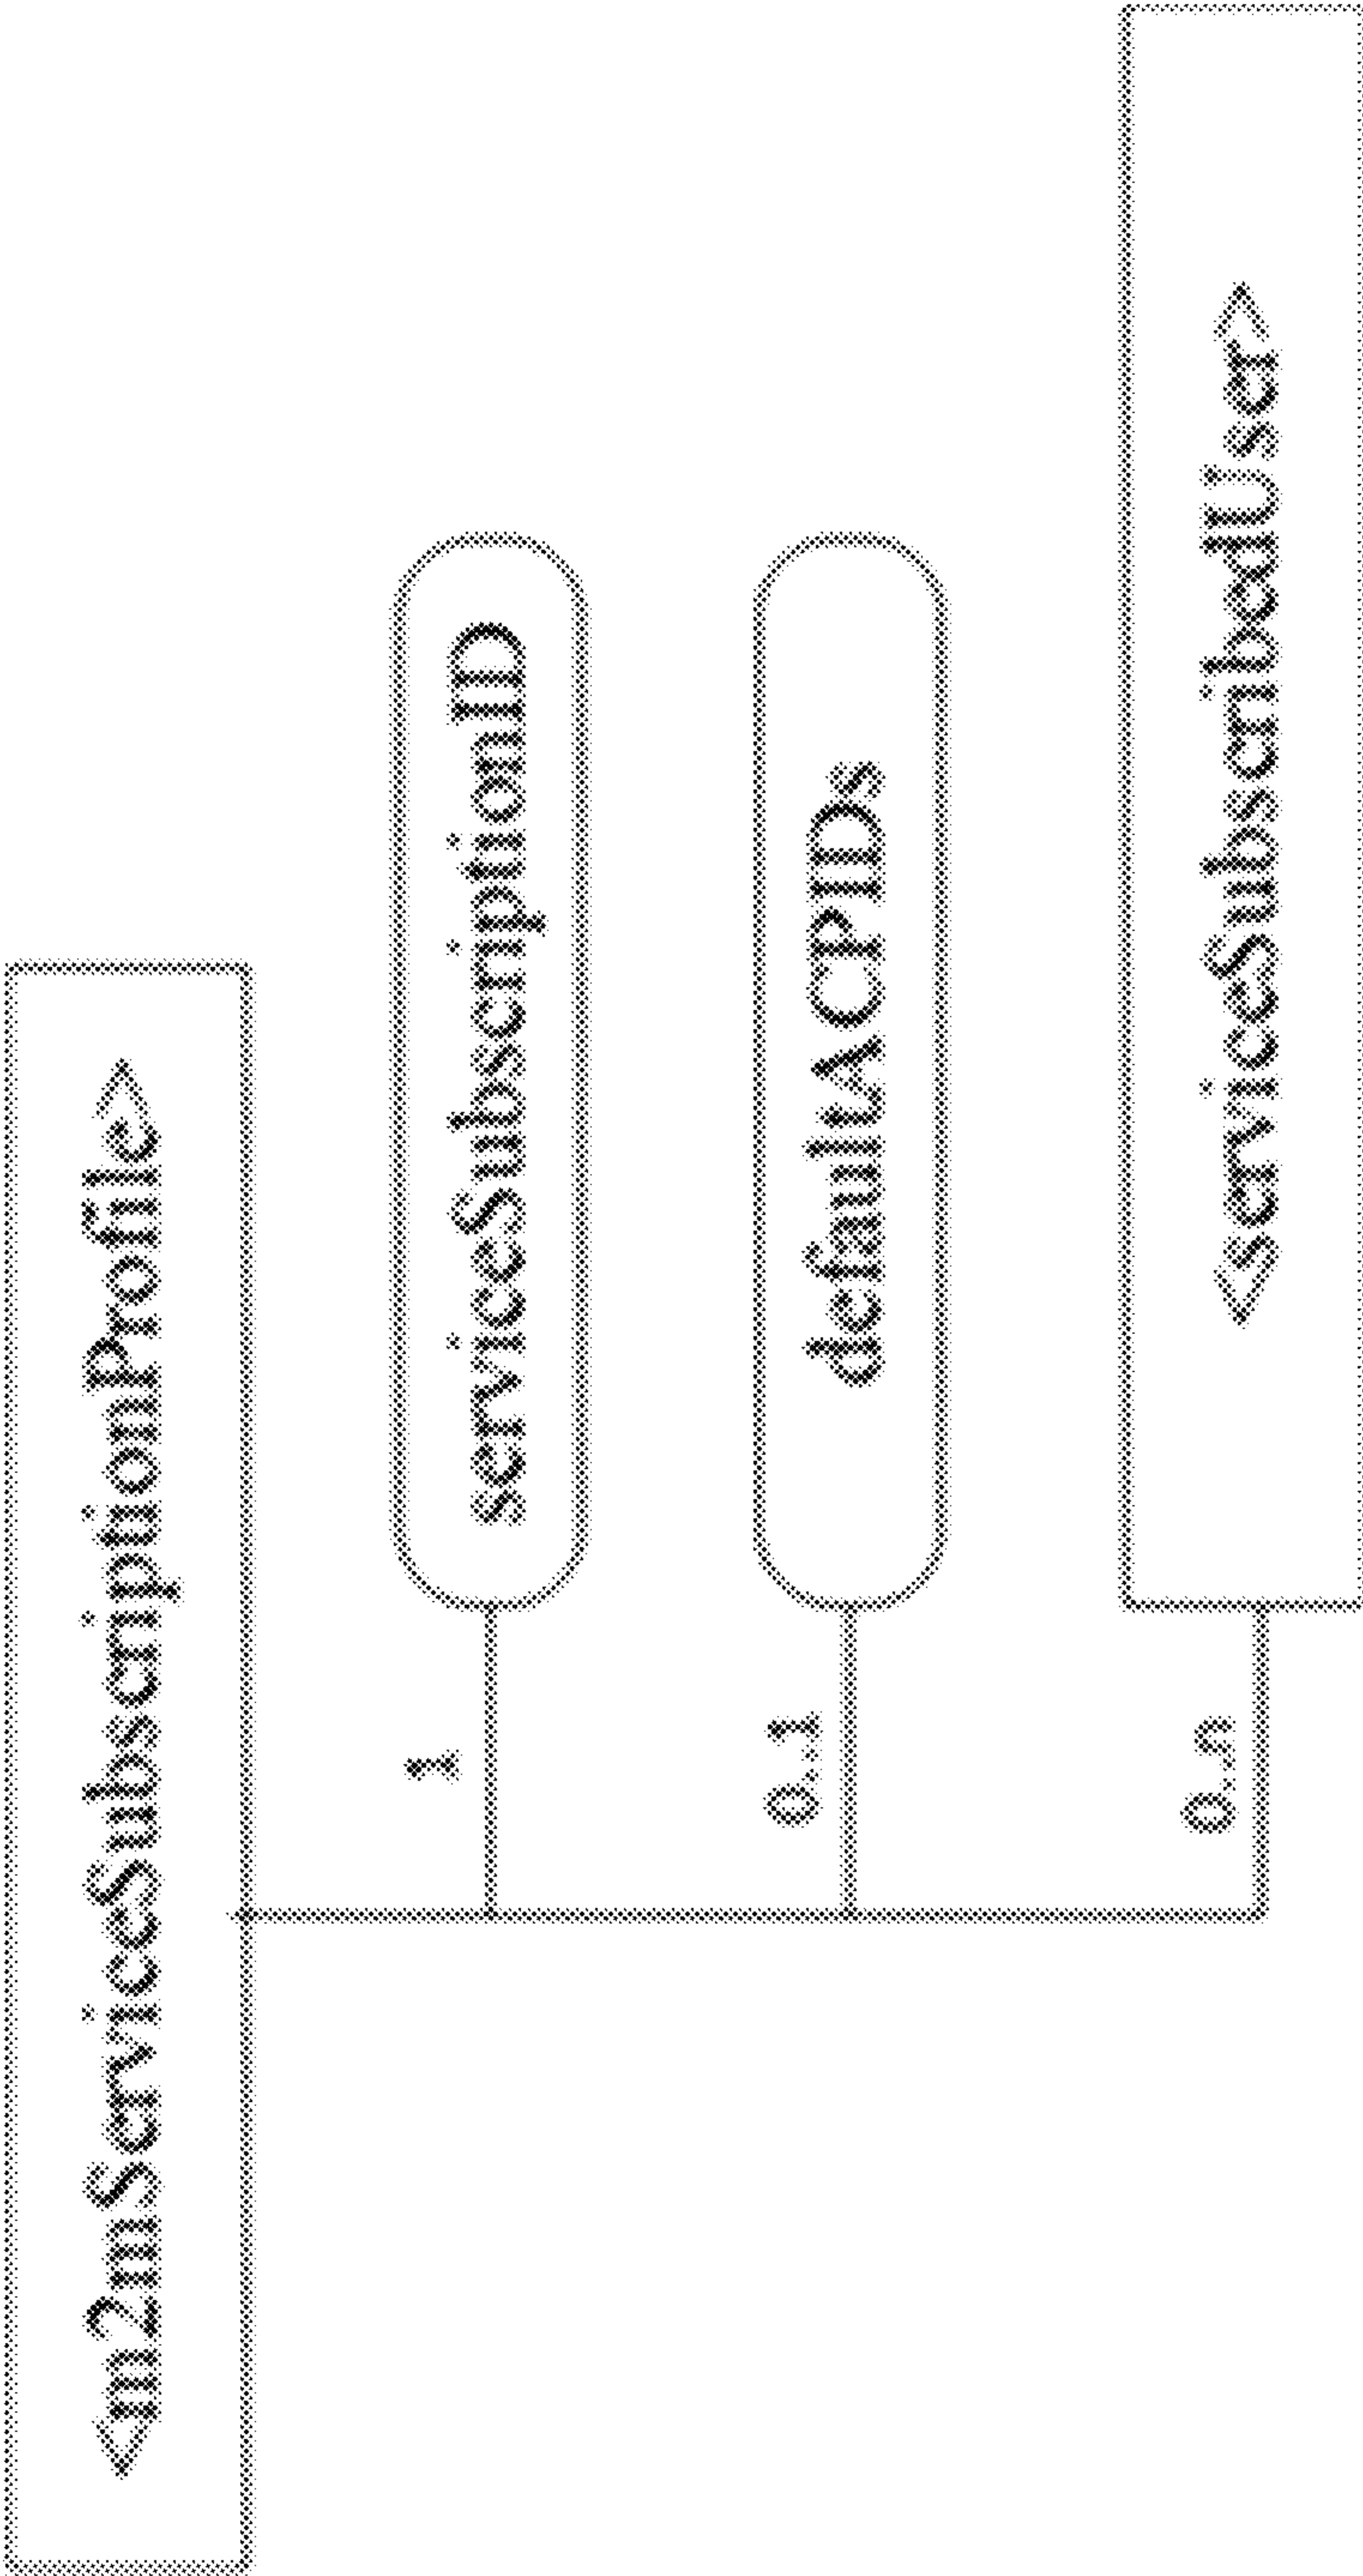 <m2mServiceSubscriptionProfile>
1
serviceSubscriptionID
0..1
defaultACPIDs
0..n
<serviceSubscribedUser>